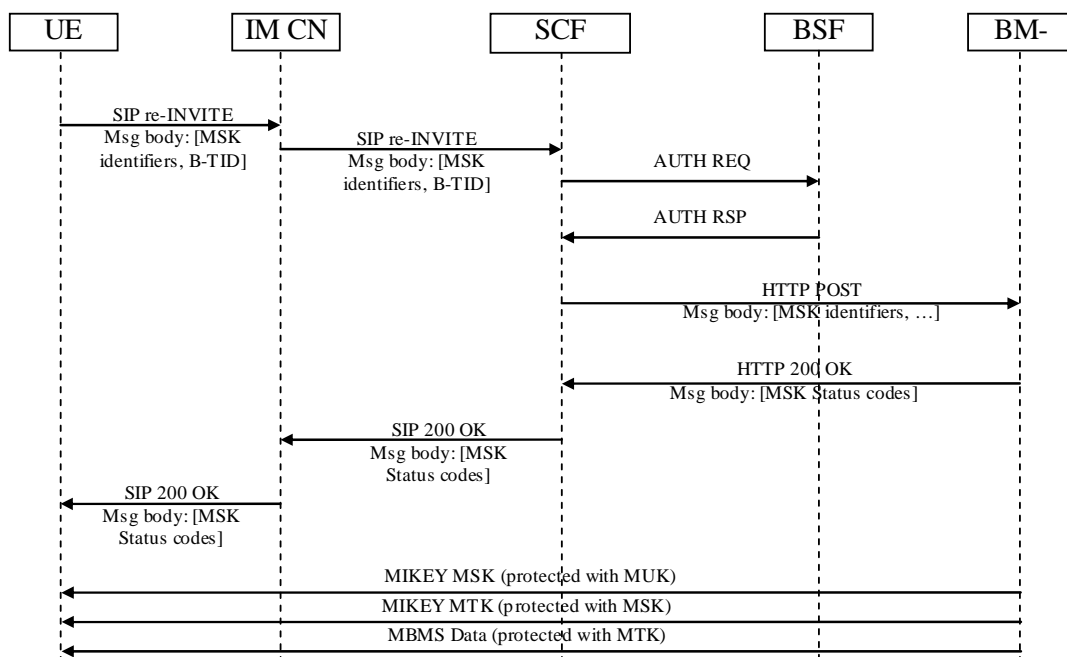 UE
IM CN
SCF
BSF
BM-
SIP re-INVITE
Msg body: [MSK
identifiers, B-TID]
SIP re-INVITE
Msg body: [MSK
identifiers, B-TID]
AUTH REQ
AUTH RSP
HTTP POST
Msg body: [MSK identifiers, …]
HTTP 200 OK
Msg body: [MSK Status codes]
SIP 200 OK
Msg body: [MSK
Status codes]
SIP 200 OK
Msg body: [MSK
Status codes]
MIKEY MSK (protected with MUK)
MIKEY MTK (protected with MSK)
MBMS Data (protected with MTK)